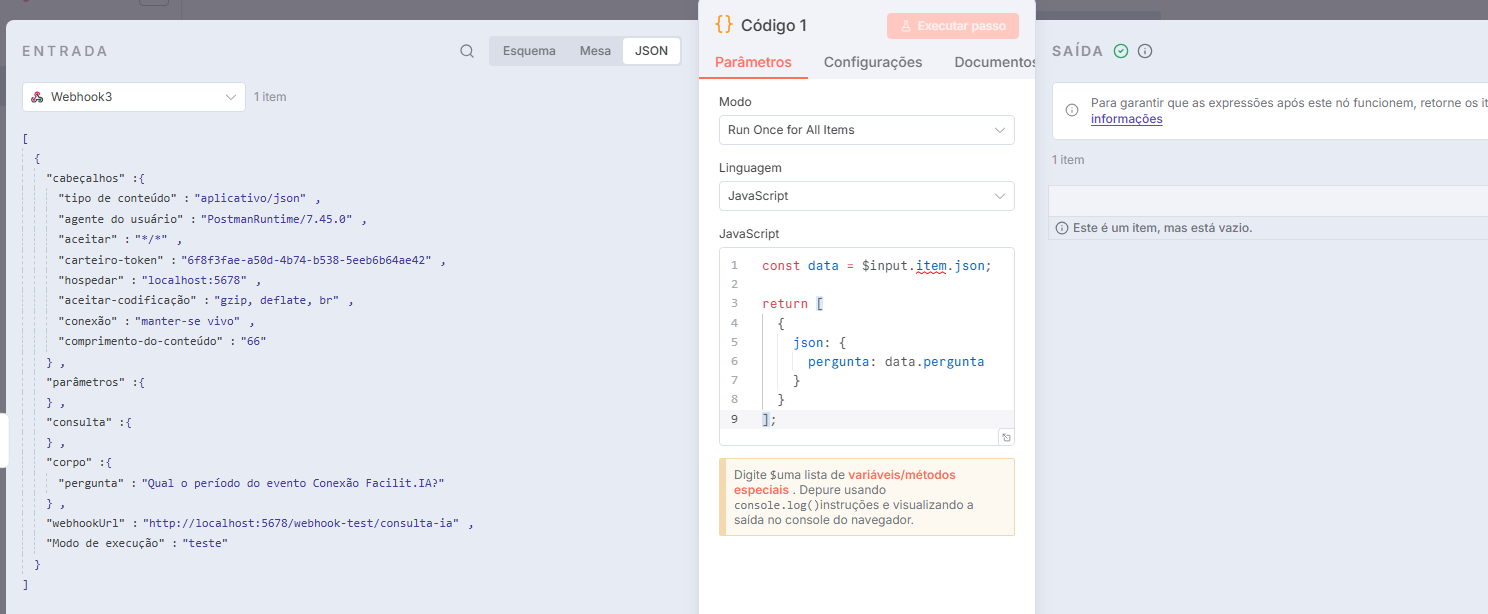 ENTRADA
Esquema
Mesa
JSON
Webhook3
1 item
[
{
"cabeçalhos" :{
"tipo de conteúdo" : "aplicativo/json" ,
"agente do usuário" : "PostmanRuntime/7.45.0" ,
"aceitar" : "*/*" ,
"carteiro-token" : "6f8f3fae-a50d-4b74-b538-5eeb6b64ae42" ,
"hospedar" : "localhost:5678" ,
"aceitar-codificação" : "gzip, deflate, br" ,
"conexão" : "manter-se vivo" ,
"comprimento-do-conteúdo" : "66"
} ,
"parâmetros" :{
} ,
"consulta" :{
} ,
"corpo" :{
"pergunta" : "Qual o período do evento Conexão Facilit.IA?"
} ,
"webhookUrl" : "http://localhost:5678/webhook-test/consulta-ia" ,
"Modo de execução" : "teste"
}
]
{} Código 1
Executar passo
Parâmetros
Configurações
Documentos
Modo
Run Once for All Items
Linguagem
JavaScript
JavaScript
1 const data = $input.item.json;
2
3 return [
4 {
5 json: {
6 pergunta: data.pergunta
7 }
8 }
9 ];
Digite $uma lista de variáveis/métodos
especiais . Depure usando
console.log()instruções e visualizando a
saída no console do navegador.
SAÍDA
Para garantir que as expressões após este nó funcionem, retorne os it
informações
1 item
Este é um item, mas está vazio.